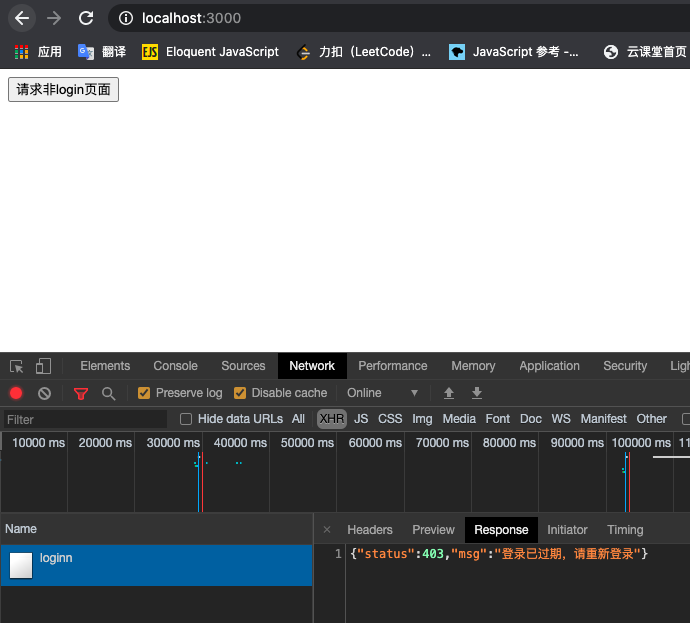 localhost:3000
应用 翻译 Eloquent JavaScript 力扣（LeetCode）... JavaScript 参考 -... 云课堂首页
请求非login页面
Elements Console Sources Network Performance Memory Application Security Ligh
Preserve log Disable cache Online
Filter Hide data URLs All XHR JS CSS Img Media Font Doc WS Manifest Other
10000 ms 20000 ms 30000 ms 40000 ms 50000 ms 60000 ms 70000 ms 80000 ms 90000 ms 100000 ms 11
Name × Headers Preview Response Initiator Timing
loginn 1 {"status":403,"msg":"登录已过期，请重新登录"}